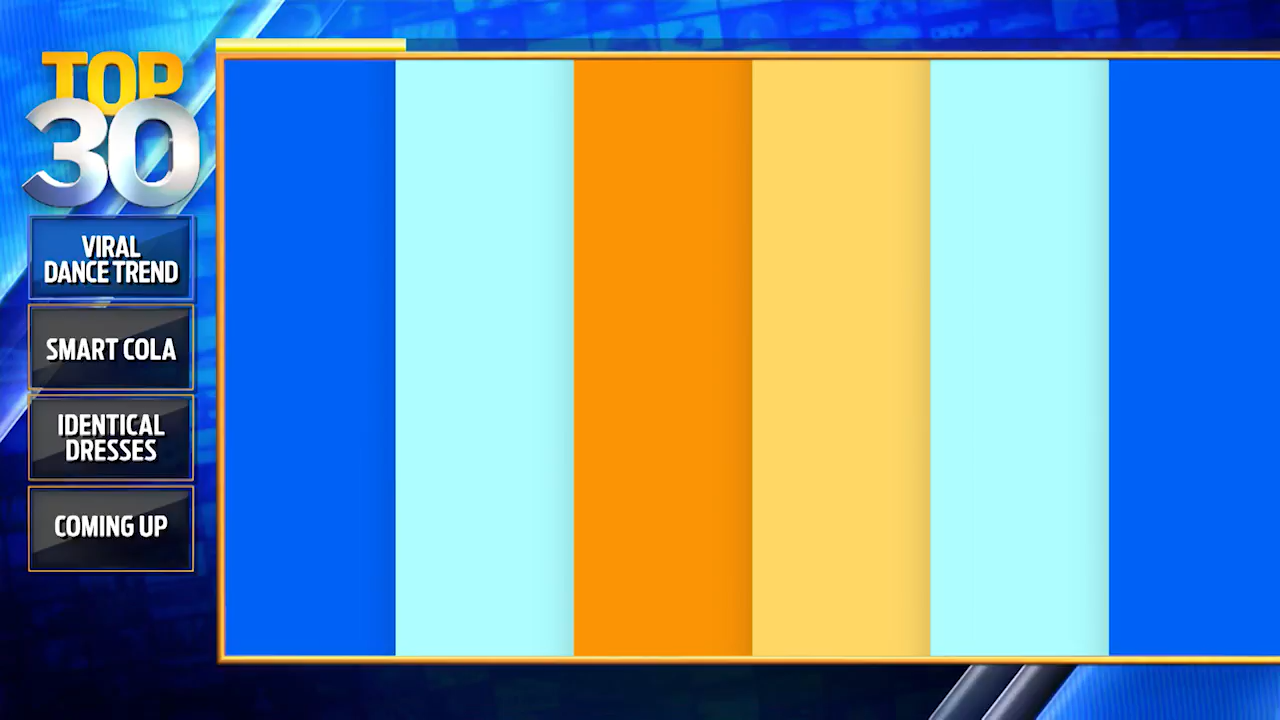 TOP
30
VIRAL
DANCE TREND
SMART COLA
IDENTICAL
DRESSES
COMING UP